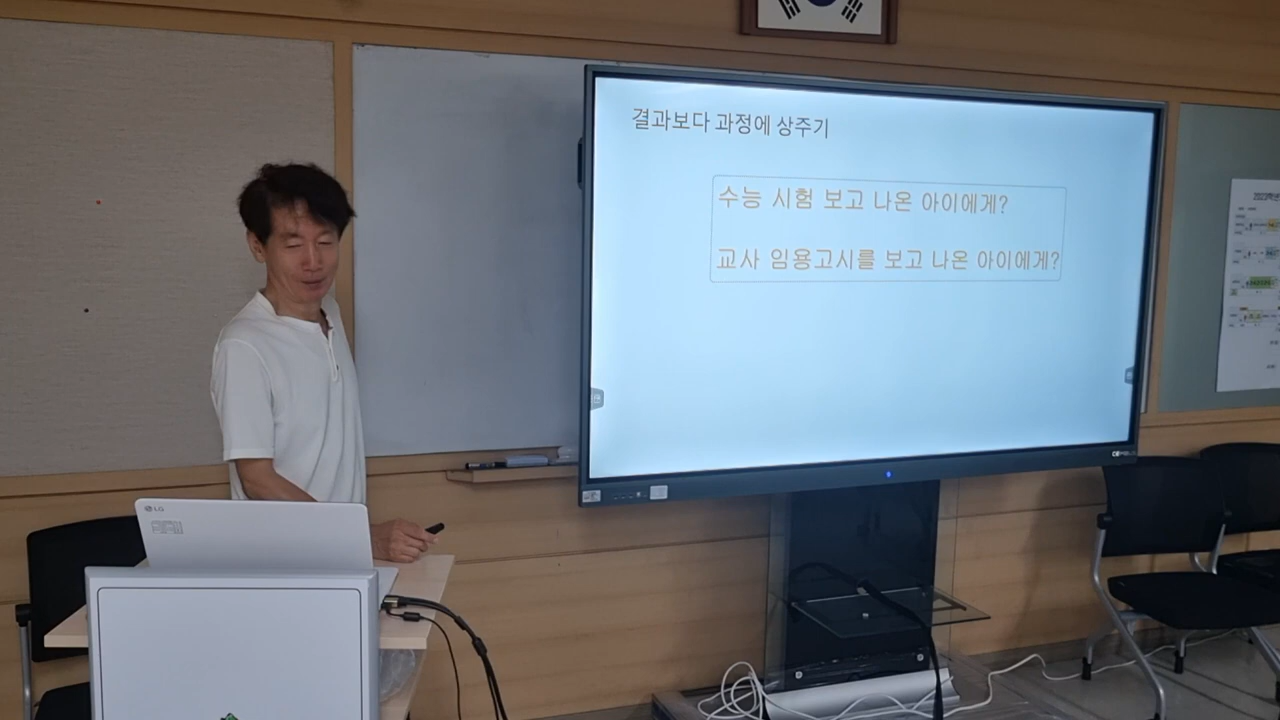 결과보다 과정에 상주기
수능 시험 보고 나온 아이에게?
교사 임용고시를 보고 나온 아이에게?
LG